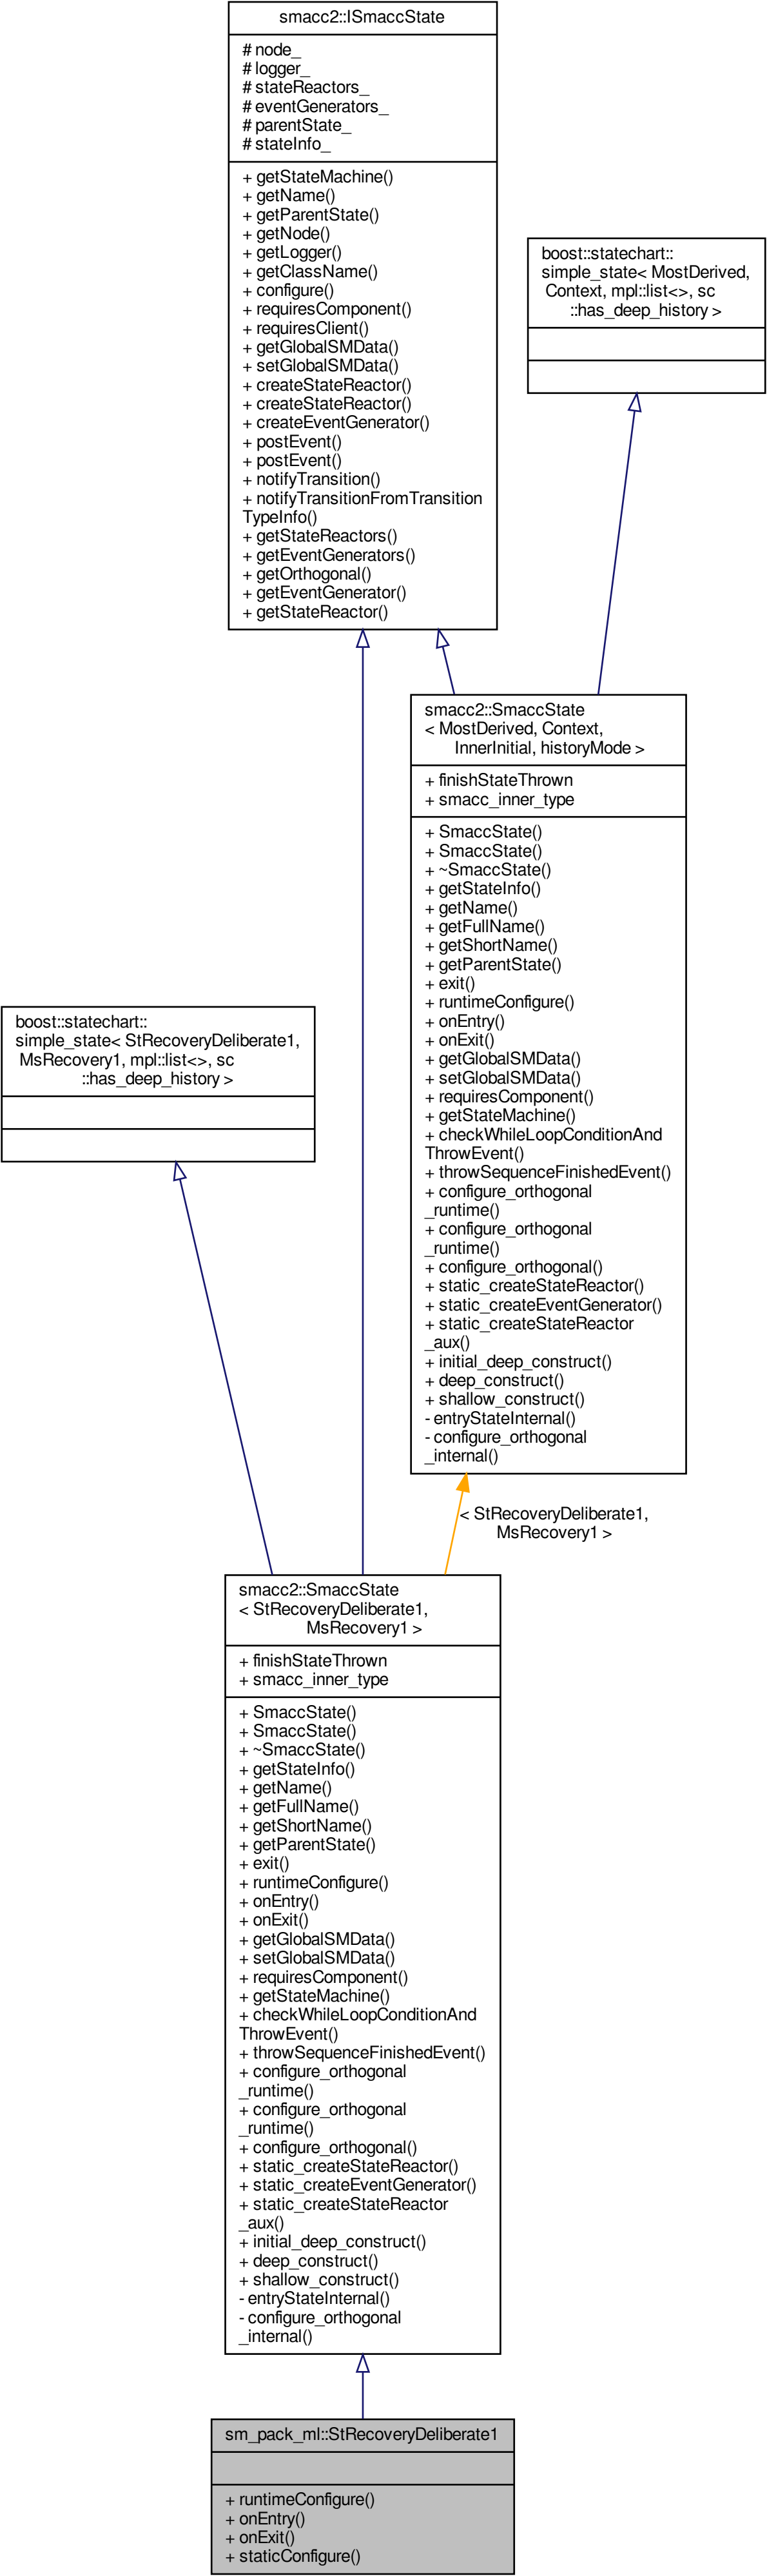 smacc2::ISmaccState
# node_
# logger_
# stateReactors_
# eventGenerators_
# parentState_
# stateInfo_
+ getStateMachine()
+ getName()
+ getParentState()
+ getNode()
+ getLogger()
+ getClassName()
+ configure()
+ requiresComponent()
+ requiresClient()
+ getGlobalSMData()
+ setGlobalSMData()
+ createStateReactor()
+ createStateReactor()
+ createEventGenerator()
+ postEvent()
+ postEvent()
+ notifyTransition()
+ notifyTransitionFromTransition
TypeInfo()
+ getStateReactors()
+ getEventGenerators()
+ getOrthogonal()
+ getEventGenerator()
+ getStateReactor()
boost::statechart::
simple_state< MostDerived,
Context, mpl::list<>, sc
::has_deep_history >
smacc2::SmaccState
< MostDerived, Context,
InnerInitial, historyMode >
+ finishStateThrown
+ smacc_inner_type
+ SmaccState()
+ SmaccState()
+ ~SmaccState()
+ getStateInfo()
+ getName()
+ getFullName()
+ getShortName()
+ getParentState()
+ exit()
+ runtimeConfigure()
+ onEntry()
+ onExit()
+ getGlobalSMData()
+ setGlobalSMData()
+ requiresComponent()
+ getStateMachine()
+ checkWhileLoopConditionAnd
ThrowEvent()
+ throwSequenceFinishedEvent()
+ configure_orthogonal
_runtime()
+ configure_orthogonal
_runtime()
+ configure_orthogonal()
+ static_createStateReactor()
+ static_createEventGenerator()
+ static_createStateReactor
_aux()
+ initial_deep_construct()
+ deep_construct()
+ shallow_construct()
- entryStateInternal()
- configure_orthogonal
_internal()
boost::statechart::
simple_state< StRecoveryDeliberate1,
MsRecovery1, mpl::list<>, sc
::has_deep_history >
< StRecoveryDeliberate1,
MsRecovery1 >
smacc2::SmaccState
< StRecoveryDeliberate1,
MsRecovery1 >
+ finishStateThrown
+ smacc_inner_type
+ SmaccState()
+ SmaccState()
+ ~SmaccState()
+ getStateInfo()
+ getName()
+ getFullName()
+ getShortName()
+ getParentState()
+ exit()
+ runtimeConfigure()
+ onEntry()
+ onExit()
+ getGlobalSMData()
+ setGlobalSMData()
+ requiresComponent()
+ getStateMachine()
+ checkWhileLoopConditionAnd
ThrowEvent()
+ throwSequenceFinishedEvent()
+ configure_orthogonal
_runtime()
+ configure_orthogonal
_runtime()
+ configure_orthogonal()
+ static_createStateReactor()
+ static_createEventGenerator()
+ static_createStateReactor
_aux()
+ initial_deep_construct()
+ deep_construct()
+ shallow_construct()
- entryStateInternal()
- configure_orthogonal
_internal()
sm_pack_ml::StRecoveryDeliberate1
+ runtimeConfigure()
+ onEntry()
+ onExit()
+ staticConfigure()